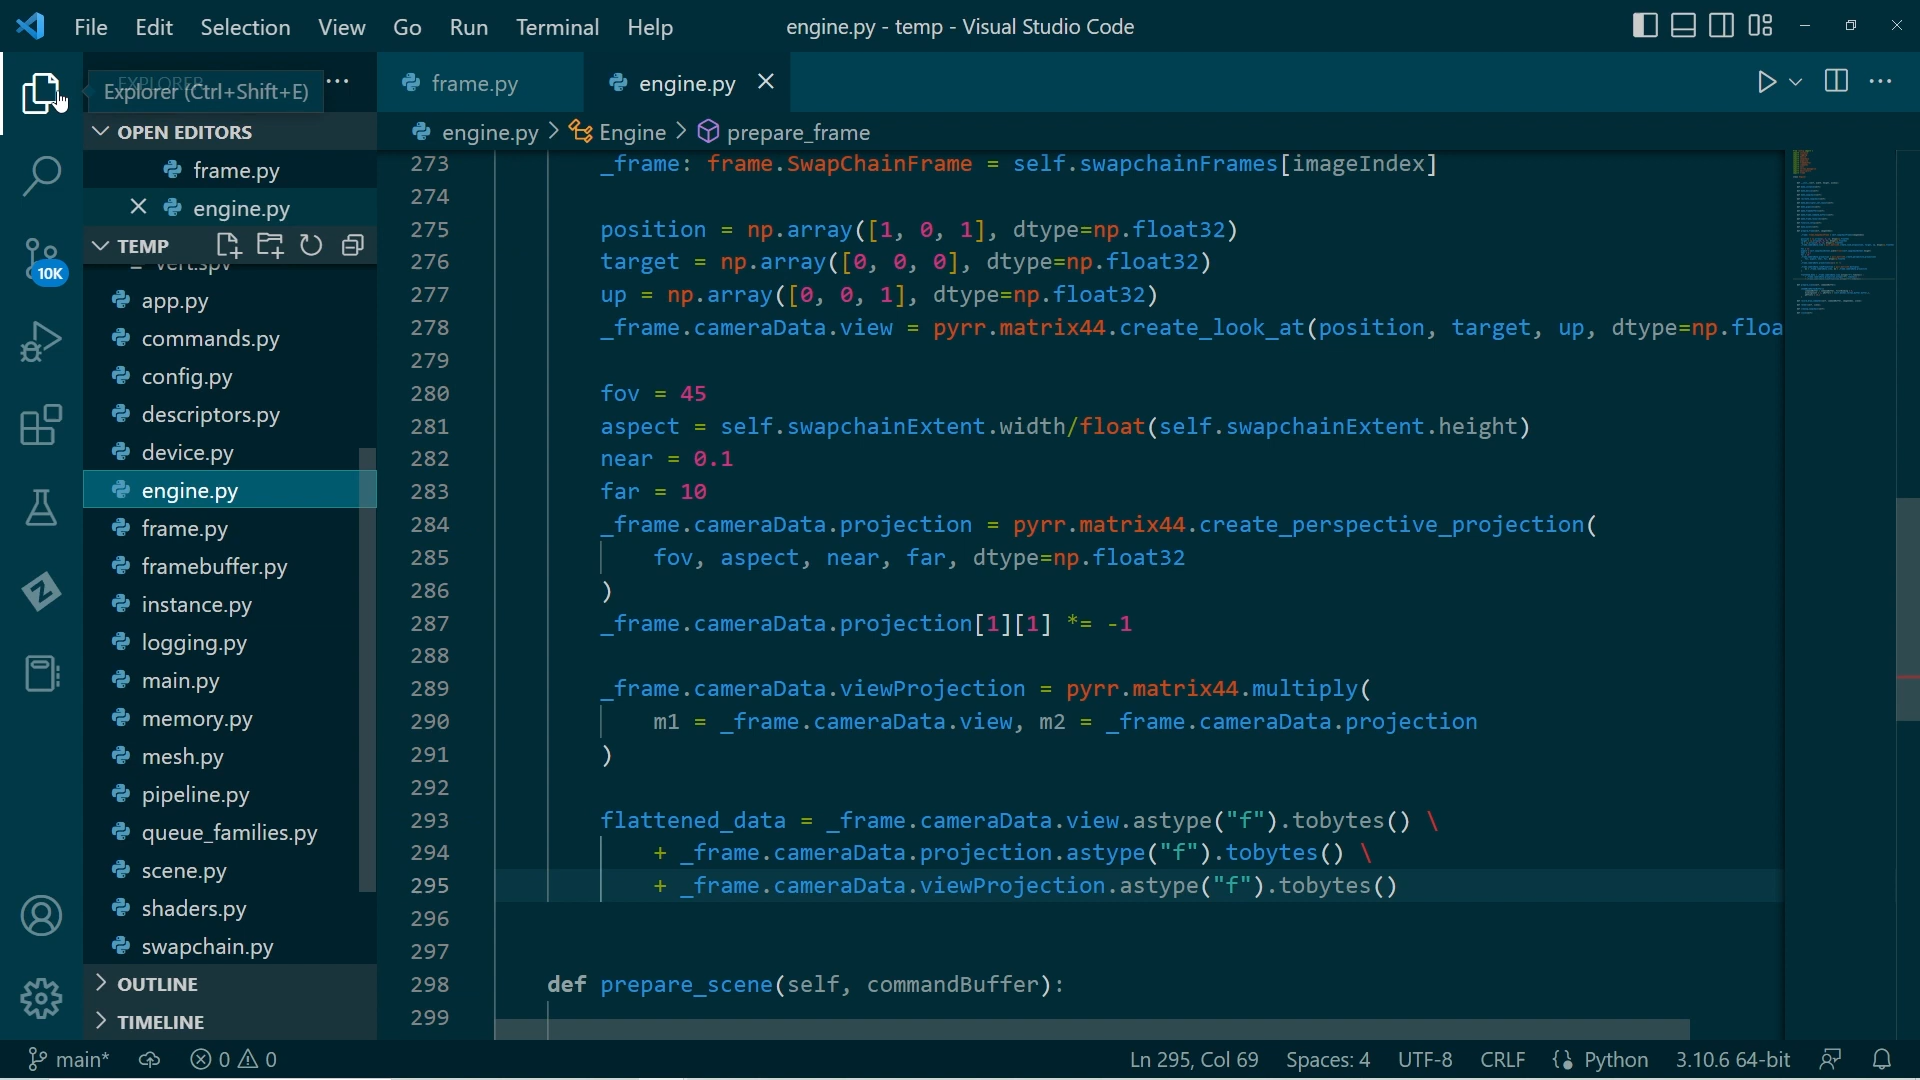 File Edit Selection View Go Run Terminal Help engine.py - temp - Visual Studio Code
EXPLORER
Explorer (Ctrl+Shift+E)
frame.py engine.py
OPEN EDITORS
engine.py > Engine > prepare_frame
frame.py
engine.py
TEMP
vert.spv
app.py
commands.py
config.py
descriptors.py
device.py
engine.py
frame.py
framebuffer.py
instance.py
logging.py
main.py
memory.py
mesh.py
pipeline.py
queue_families.py
scene.py
shaders.py
swapchain.py
OUTLINE
TIMELINE
10K
273 _frame: frame.SwapChainFrame = self.swapchainFrames[imageIndex]
274
275 position = np.array([1, 0, 1], dtype=np.float32)
276 target = np.array([0, 0, 0], dtype=np.float32)
277 up = np.array([0, 0, 1], dtype=np.float32)
278 _frame.cameraData.view = pyrr.matrix44.create_look_at(position, target, up, dtype=np.floa
279
280 fov = 45
281 aspect = self.swapchainExtent.width/float(self.swapchainExtent.height)
282 near = 0.1
283 far = 10
284 _frame.cameraData.projection = pyrr.matrix44.create_perspective_projection(
285 fov, aspect, near, far, dtype=np.float32
286 )
287 _frame.cameraData.projection[1][1] *= -1
288
289 _frame.cameraData.viewProjection = pyrr.matrix44.multiply(
290 m1 = _frame.cameraData.view, m2 = _frame.cameraData.projection
291 )
292
293 flattened_data = _frame.cameraData.view.astype("f").tobytes() \
294 + _frame.cameraData.projection.astype("f").tobytes() \
295 + _frame.cameraData.viewProjection.astype("f").tobytes()
296
297
298 def prepare_scene(self, commandBuffer):
299
main* 0 0 Ln 295, Col 69 Spaces: 4 UTF-8 CRLF Python 3.10.6 64-bit